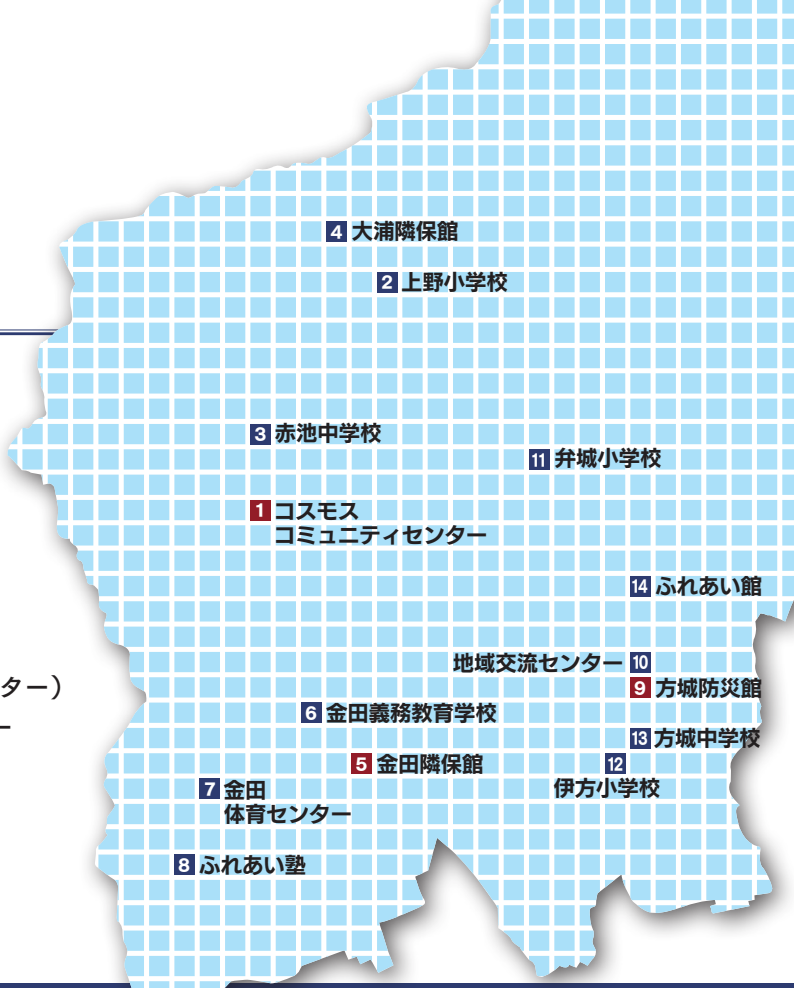 4 大浦隣保館
2 上野小学校
3 赤池中学校
11 弁城小学校
1 コスモス
コミュニティセンター
14 ふれあい館
地域交流センター 10
ター）
9 方城防災館
ー
6 金田義務教育学校
13 方城中学校
5 金田隣保館
12
伊方小学校
7 金田
体育センター
8 ふれあい塾